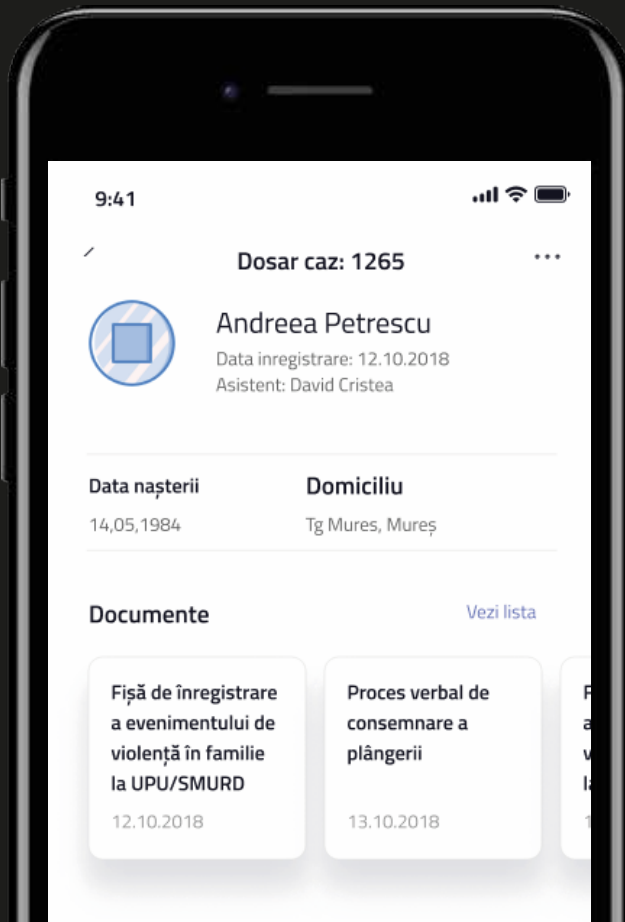 9:41
Dosar caz: 1265
Andreea Petrescu
Data inregistrare: 12.10.2018
Asistent: David Cristea
Data nașterii
Domiciliu
14,05,1984
Tg Mures, Mureș
Documente
Vezi lista
Fișă de înregistrare
a evenimentului de
violență în familie
la UPU/SMURD
12.10.2018
Proces verbal de
consemnare a
plângerii
13.10.2018